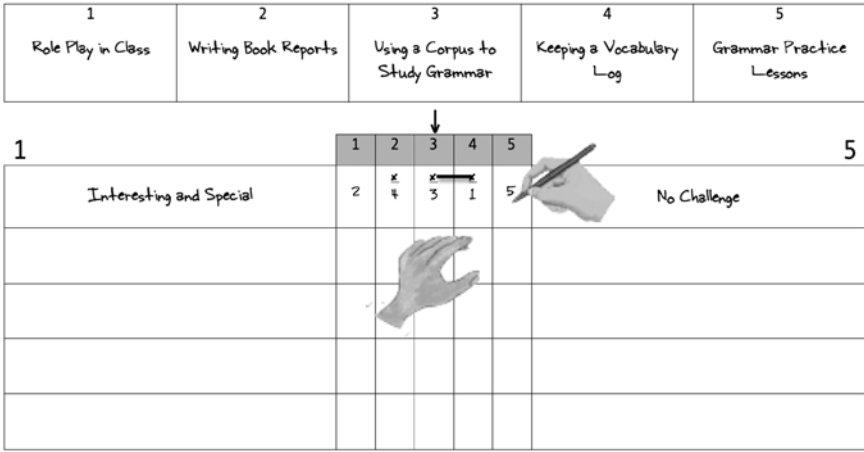 1 2 3 4 5
Role Play in Class Writing Book Reports Using a Corpus to Study Grammar Keeping a Vocabulary Log Grammar Practice Lessons
1 1 2 3 4 5 5
x x x
Interesting and Special 2 4 3 1 5 No Challenge